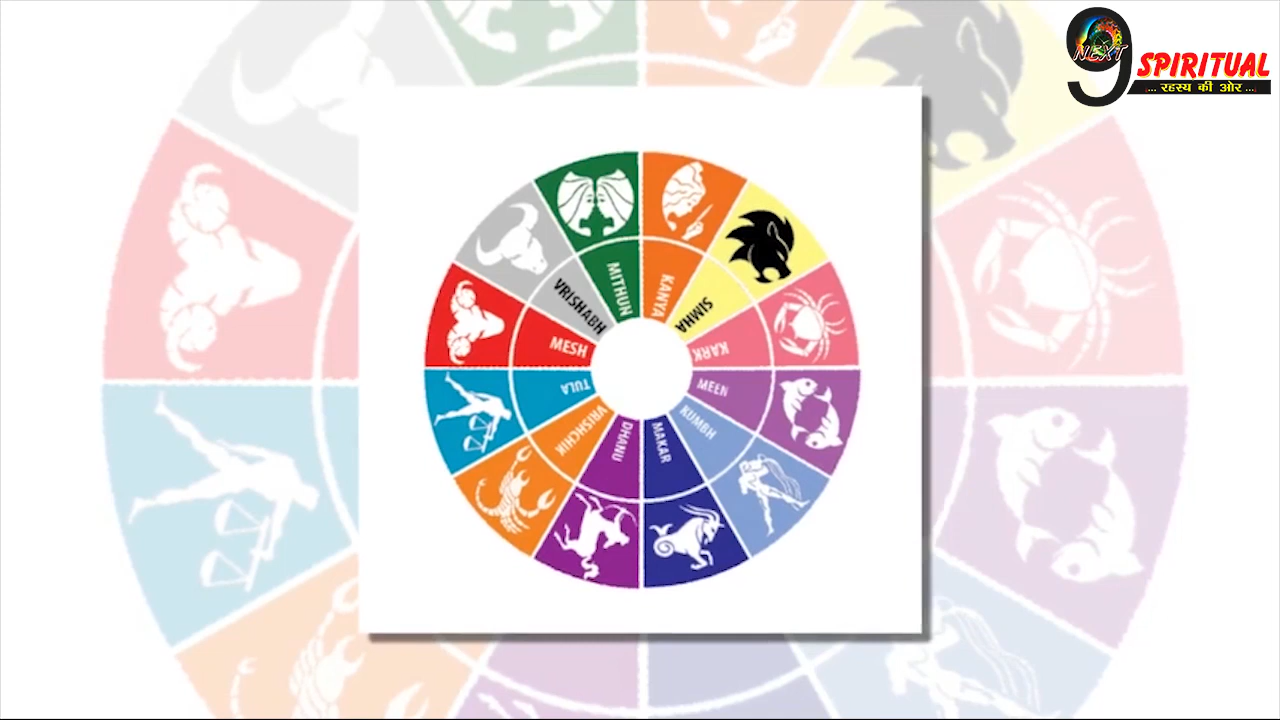 9
NEXT
SPIRITUAL
... रहस्य की ओर ...
MITHUN
KANYA
VRISHABH
SIMHA
MESH
KARK
TULA
MEEN
VRISHCHIK
KUMBH
DHANU
MAKAR